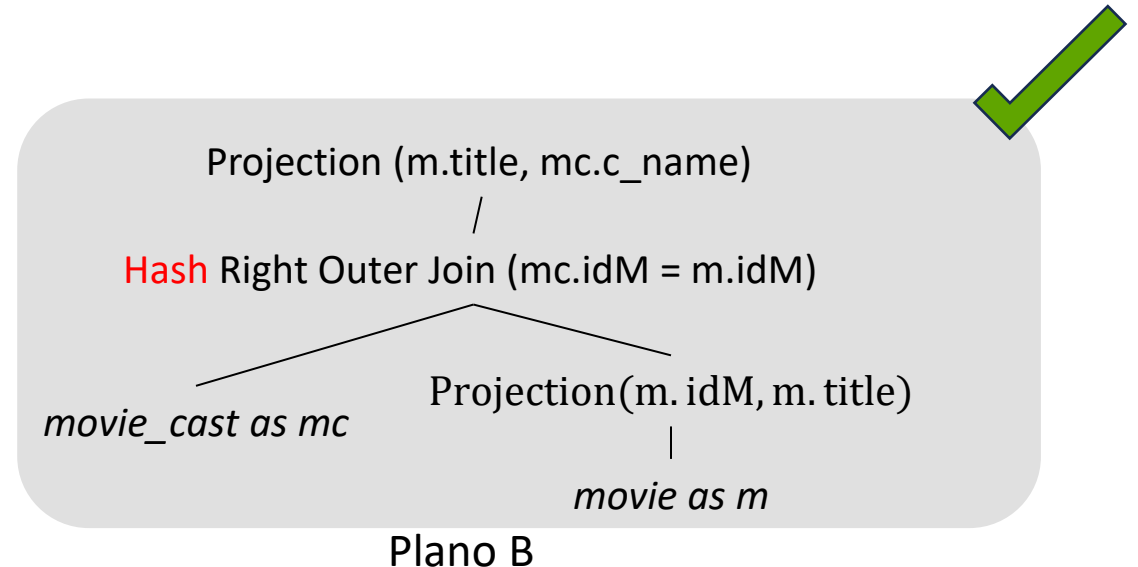 Projection (m.title, mc.c_name)
Hash Right Outer Join (mc.idM = m.idM)
Projection(m. idM, m. title)
movie_cast as mc
movie as m
Plano B